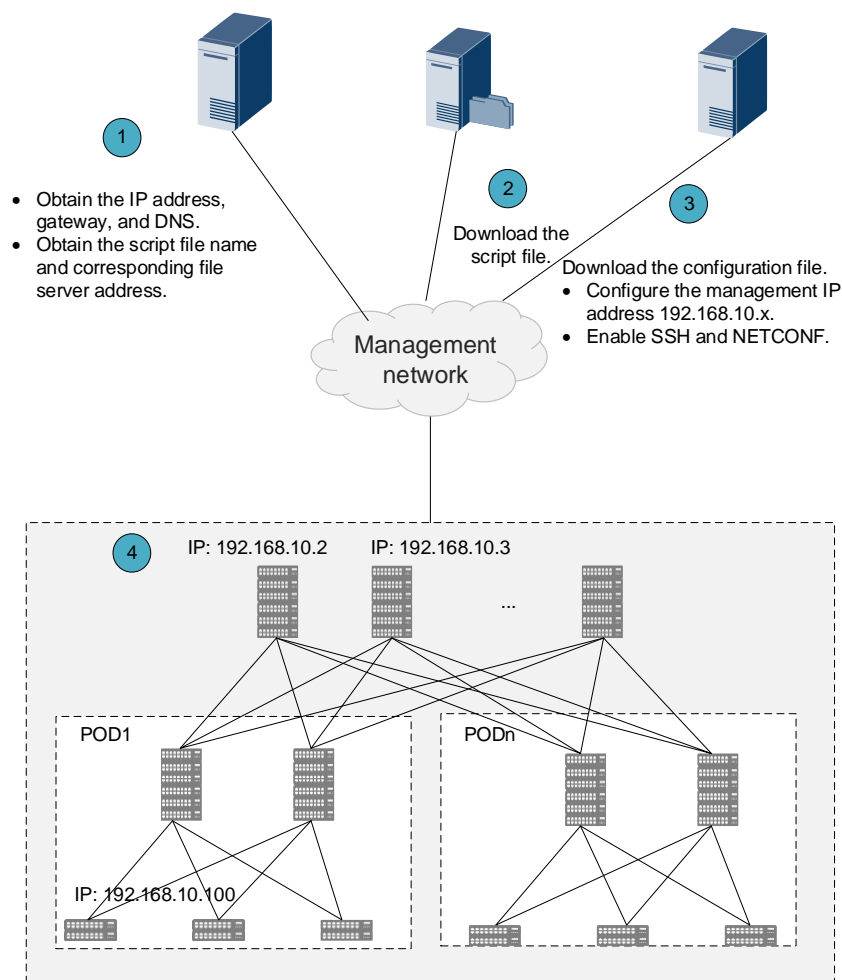 1
• Obtain the IP address,
gateway, and DNS.
• Obtain the script file name
and corresponding file
server address.
2
Download the
script file.
3
Download the configuration file.
• Configure the management IP
address 192.168.10.x.
• Enable SSH and NETCONF.
Management
network
4
IP: 192.168.10.2
IP: 192.168.10.3
...
POD1
PODn
IP: 192.168.10.100